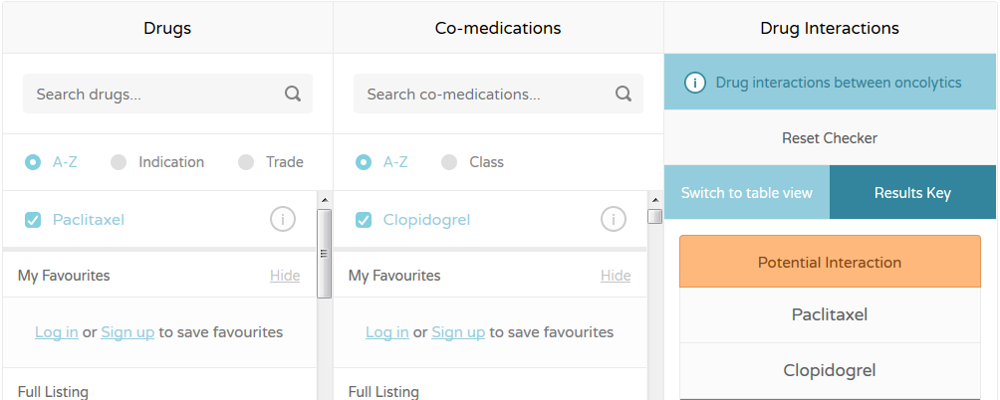 Drugs
Co-medications
Drug Interactions
Search drugs...
Search co-medications...
Drug interactions between oncolytics
Reset Checker
A-Z
Indication
Trade
A-Z
Class
Switch to table view
Results Key
Paclitaxel
Clopidogrel
Potential Interaction
My Favourites Hide
My Favourites Hide
Paclitaxel
Log in or Sign up to save favourites
Log in or Sign up to save favourites
Clopidogrel
Full Listing
Full Listing